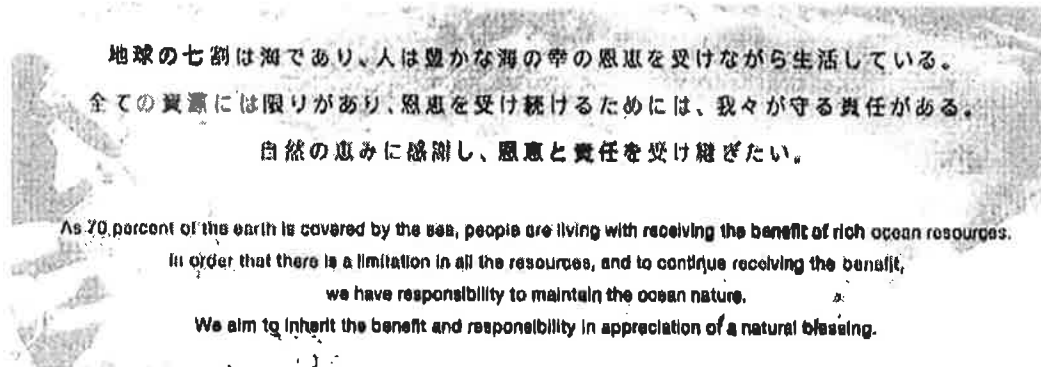 地球の七割は海であり、人は豊かな海の幸の恩恵を受けながら生活している。
全ての資源には限りがあり、恩恵を受け続けるためには、我々が守る責任がある。
自然の恵みに感謝し、恩恵と責任を受け継ぎたい。
As 70 percent of the earth is covered by the sea, people are living with receiving the benefit of rich ocean resources.
In order that there is a limitation in all the resources, and to continue receiving the benefit,
we have responsibility to maintain the ocean nature.
We aim to inherit the benefit and responsibility in appreciation of a natural blessing.